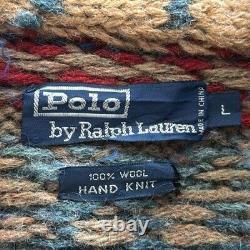 Polo
by Ralph Lauren
MADE IN CHINA
L
100% WOOL
HAND KNIT